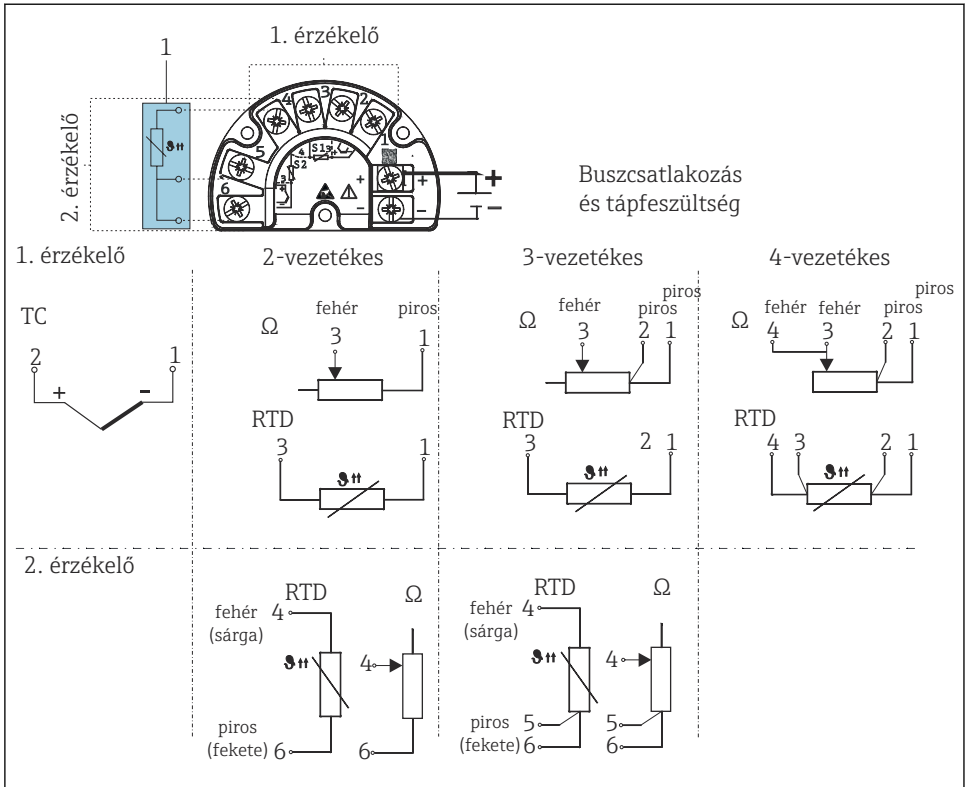 1. érzékelő
1
2. érzékelő
4 3 2
5 1
6
S1
S2
+ + +
- - -
Buszcsatlakozás
és tápfeszültség
1. érzékelő
2-vezetékes
3-vezetékes
4-vezetékes
TC
2 1
+ -
Ω
fehér piros
3 1
RTD
3 1
Ω
fehér piros piros
3 2 1
RTD
3 2 1
Ω
fehér fehér piros piros
4 3 2 1
RTD
4 3 2 1
2. érzékelő
RTD Ω
fehér 4
(sárga)
4
piros
(fekete) 6 6
RTD Ω
fehér 4
(sárga)
4
piros 5 5
(fekete) 6 6